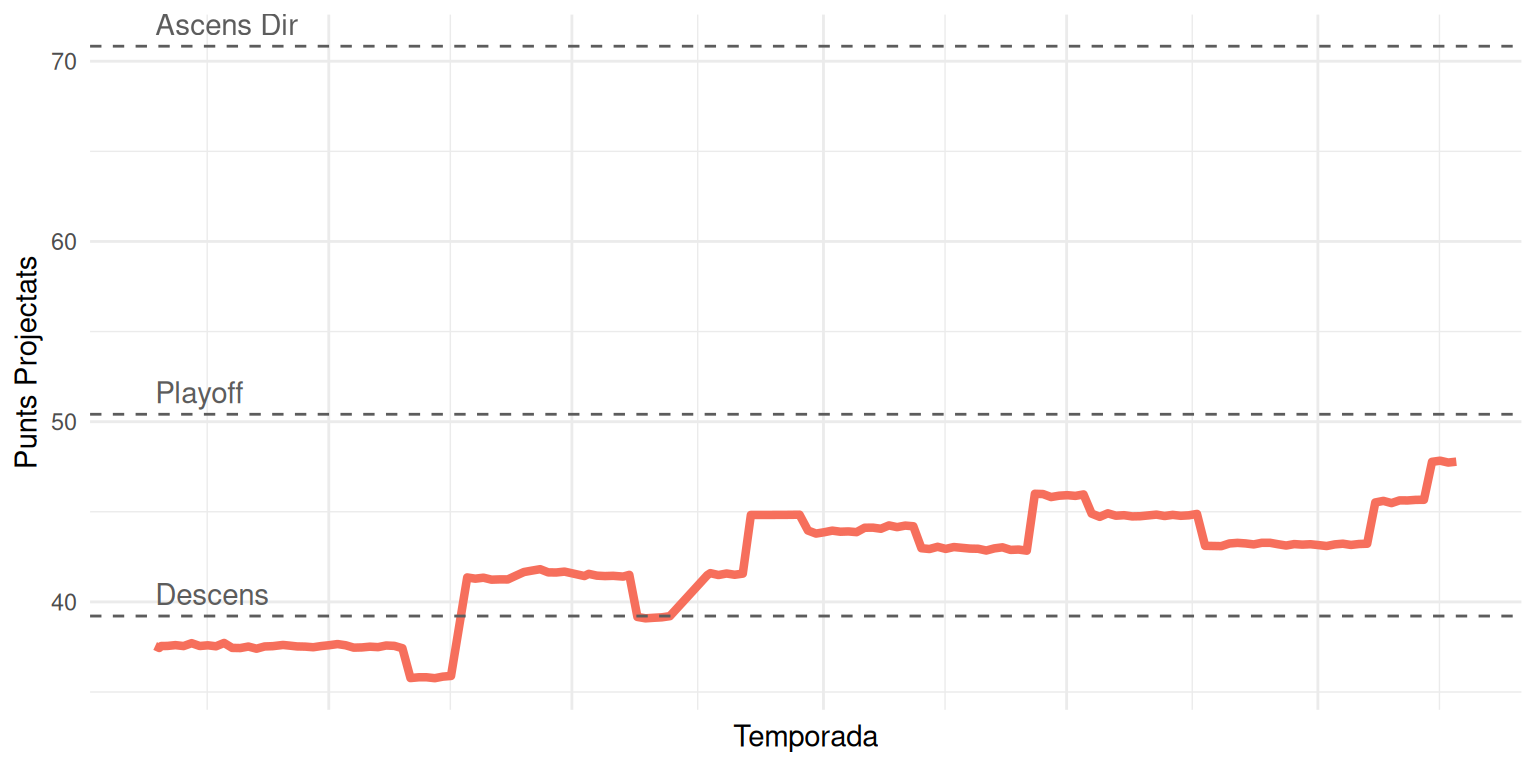 Ascens Dir
70
60
Punts Projectats
Playoff
50
Descens
40
Temporada